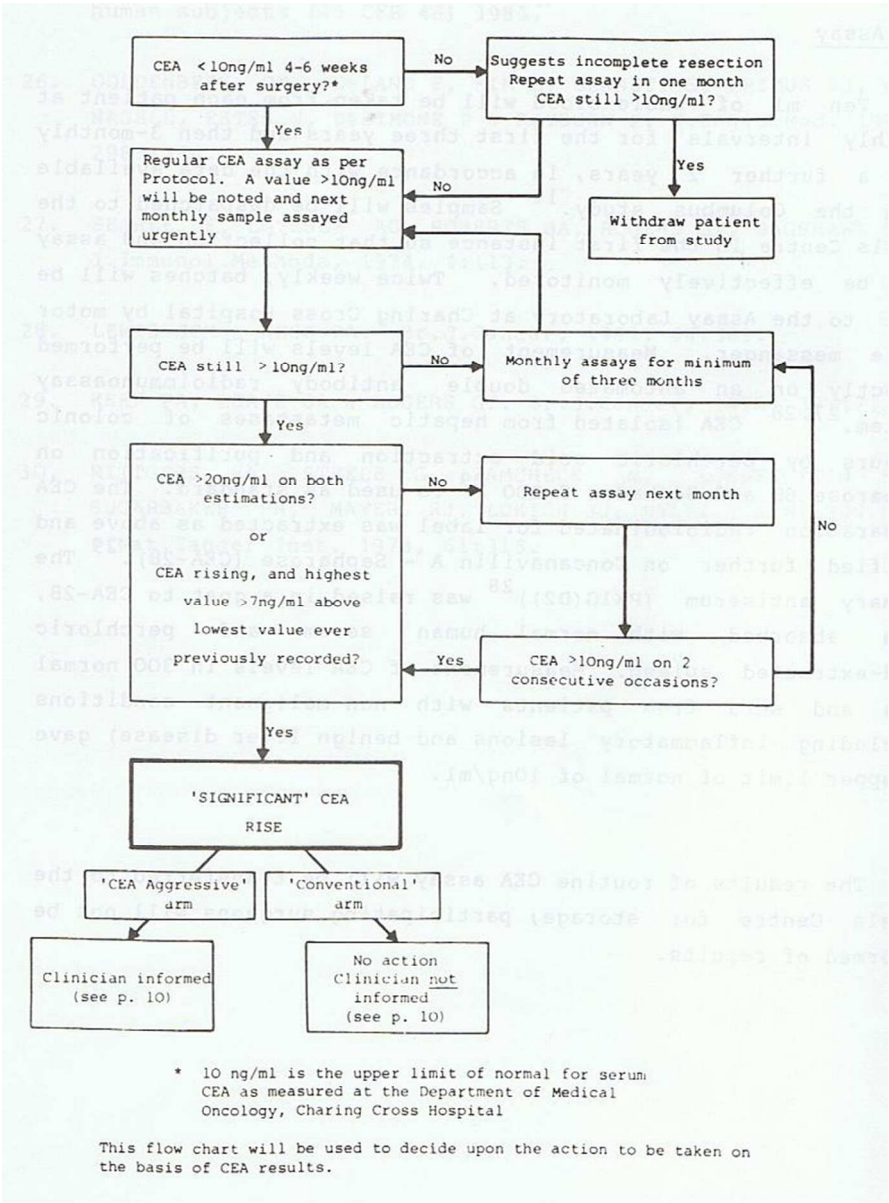 CEA <10ng/ml 4-6 weeks
after surgery?*
No
Suggests incomplete resection
Repeat assay in one month
CEA still >10ng/ml?
Yes
Regular CEA assay as per
Protocol. A value >10ng/ml
will be noted and next
monthly sample assayed
urgently
No
Yes
Withdraw patient
from study
CEA still >10ng/ml?
No
Monthly assays for minimum
of three months
Yes
CEA >20ng/ml on both
estimations?
or
CEA rising, and highest
value >7ng/ml above
lowest value ever
previously recorded?
No
Repeat assay next month
No
Yes
CEA >10ng/ml on 2
consecutive occasions?
Yes
'SIGNIFICANT' CEA
RISE
'CEA Aggressive'
arm
'Conventional'
arm
Clinician informed
(see p. 10)
No action
Clinician not
informed
(see p. 10)
* 10 ng/ml is the upper limit of normal for serum
CEA as measured at the Department of Medical
Oncology, Charing Cross Hospital
This flow chart will be used to decide upon the action to be taken on
the basis of CEA results.